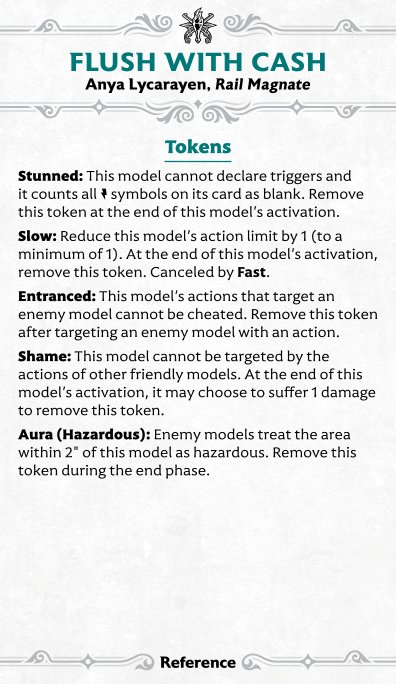 FLUSH WITH CASH
Anya Lycarayen, Rail Magnate
Tokens
Stunned: This model cannot declare triggers and
it counts all symbols on its card as blank. Remove
this token at the end of this model’s activation.
Slow: Reduce this model’s action limit by 1 (to a
minimum of 1). At the end of this model’s activation,
remove this token. Canceled by Fast.
Entranced: This model’s actions that target an
enemy model cannot be cheated. Remove this token
after targeting an enemy model with an action.
Shame: This model cannot be targeted by the
actions of other friendly models. At the end of this
model’s activation, it may choose to suffer 1 damage
to remove this token.
Aura (Hazardous): Enemy models treat the area
within 2" of this model as hazardous. Remove this
token during the end phase.
Reference